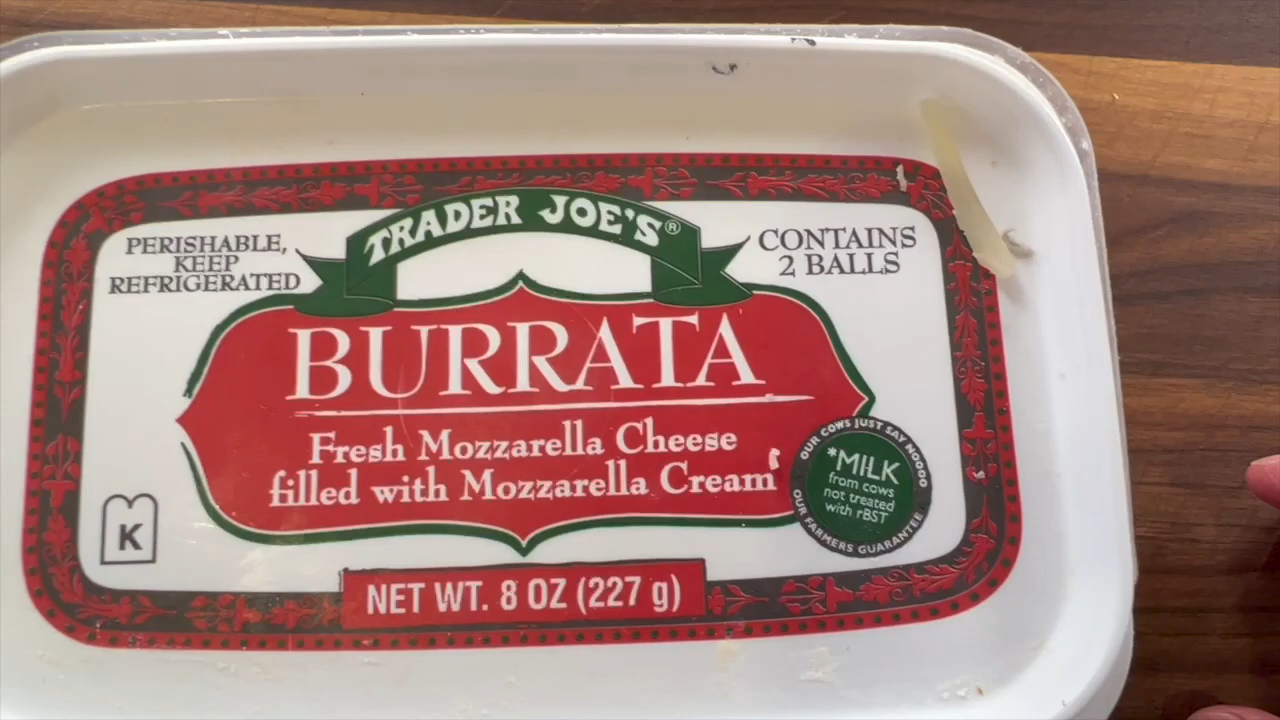 TRADER JOE'S®
PERISHABLE,
KEEP
REFRIGERATED
CONTAINS
2 BALLS
BURRATA
Fresh Mozzarella Cheese
filled with Mozzarella Cream
OUR COWS JUST SAY NOOOO
*MILK
from cows
not treated
with rBST
OUR FARMERS GUARANTEE
K
NET WT. 8 OZ (227 g)